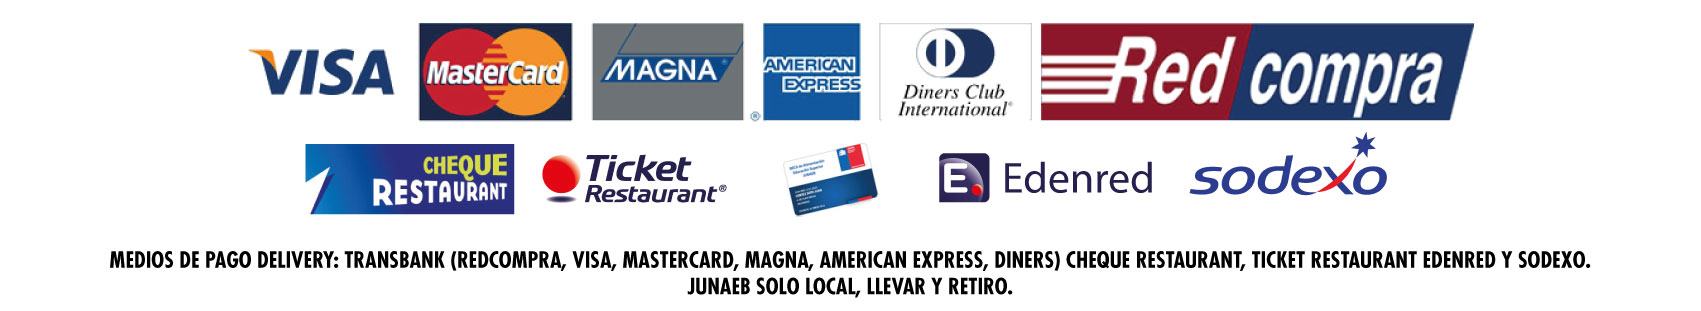 VISA MasterCard MAGNA® AMERICAN EXPRESS® Diners Club International® Red compra
CHEQUE RESTAURANT Ticket Restaurant® E. Edenred sodexo
MEDIOS DE PAGO DELIVERY: TRANSBANK (REDCOMPRA, VISA, MASTERCARD, MAGNA, AMERICAN EXPRESS, DINERS) CHEQUE RESTAURANT, TICKET RESTAURANT EDENRED Y SODEXO.
JUNAEB SOLO LOCAL, LLEVAR Y RETIRO.